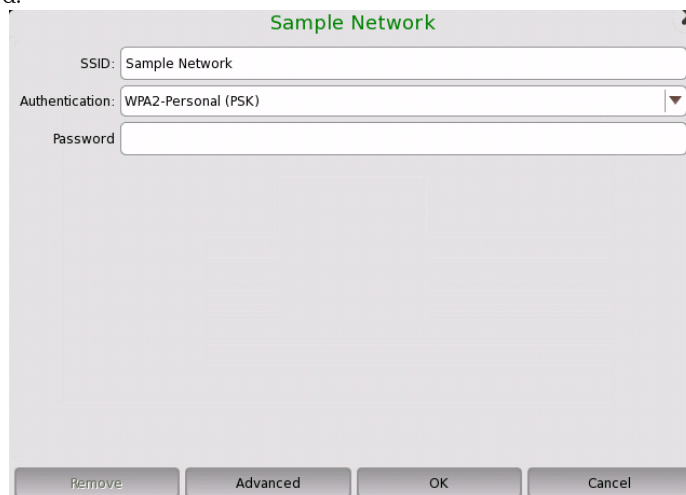 d.
Sample Network
SSID: Sample Network
Authentication: WPA2-Personal (PSK)
Password
Remove Advanced OK Cancel